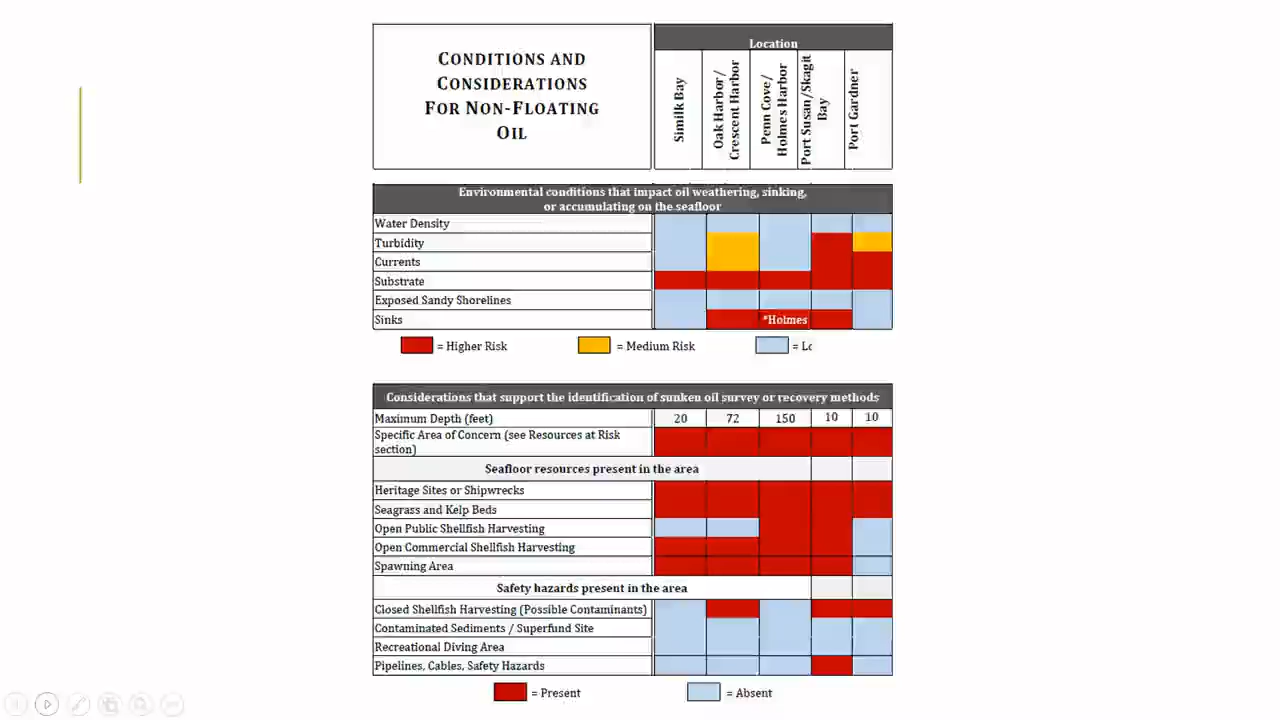 CONDITIONS AND
CONSIDERATIONS
FOR NON-FLOATING
OIL
Location
Similk Bay
Oak Harbor/
Crescent Harbor
Penn Cove/
Holmes Harbor
Port Susan/Skagit
Bay
Port Gardner
Environmental conditions that impact oil weathering, sinking,
or accumulating on the seafloor
Water Density
Turbidity
Currents
Substrate
Exposed Sandy Shorelines
Sinks
*Holmes
= Higher Risk
= Medium Risk
= Lo
Considerations that support the identification of sunken oil survey or recovery methods
Maximum Depth (feet) 20 72 150 10 10
Specific Area of Concern (see Resources at Risk
section)
Seafloor resources present in the area
Heritage Sites or Shipwrecks
Seagrass and Kelp Beds
Open Public Shellfish Harvesting
Open Commercial Shellfish Harvesting
Spawning Area
Safety hazards present in the area
Closed Shellfish Harvesting (Possible Contaminants)
Contaminated Sediments / Superfund Site
Recreational Diving Area
Pipelines, Cables, Safety Hazards
= Present
= Absent